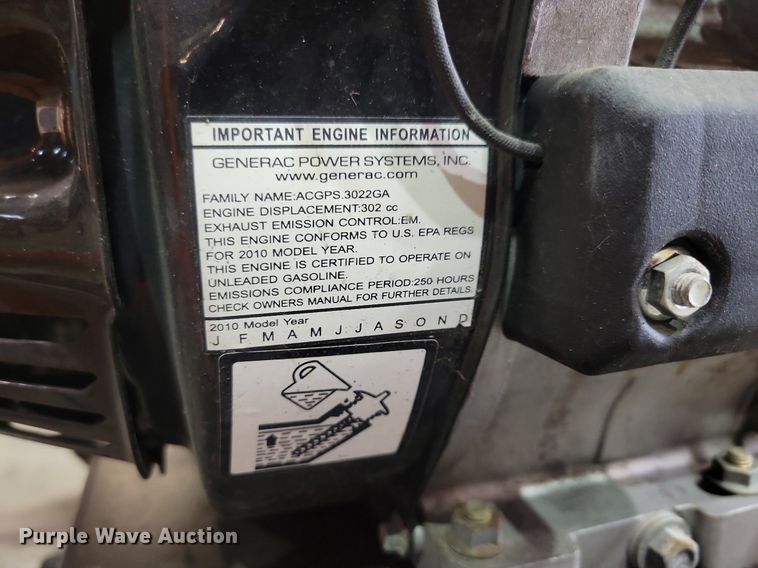 IMPORTANT ENGINE INFORMATION
GENERAC POWER SYSTEMS, INC.
www.generac.com
FAMILY NAME:ACGPS.3022GA
ENGINE DISPLACEMENT:302 cc
EXHAUST EMISSION CONTROL:EM.
THIS ENGINE CONFORMS TO U.S. EPA REGS
FOR 2010 MODEL YEAR.
THIS ENGINE IS CERTIFIED TO OPERATE ON
UNLEADED GASOLINE.
EMISSIONS COMPLIANCE PERIOD:250 HOURS
CHECK OWNERS MANUAL FOR FURTHER DETAILS.
2010 Model Year
J F M A M J J A S O N D
Purple Wave Auction